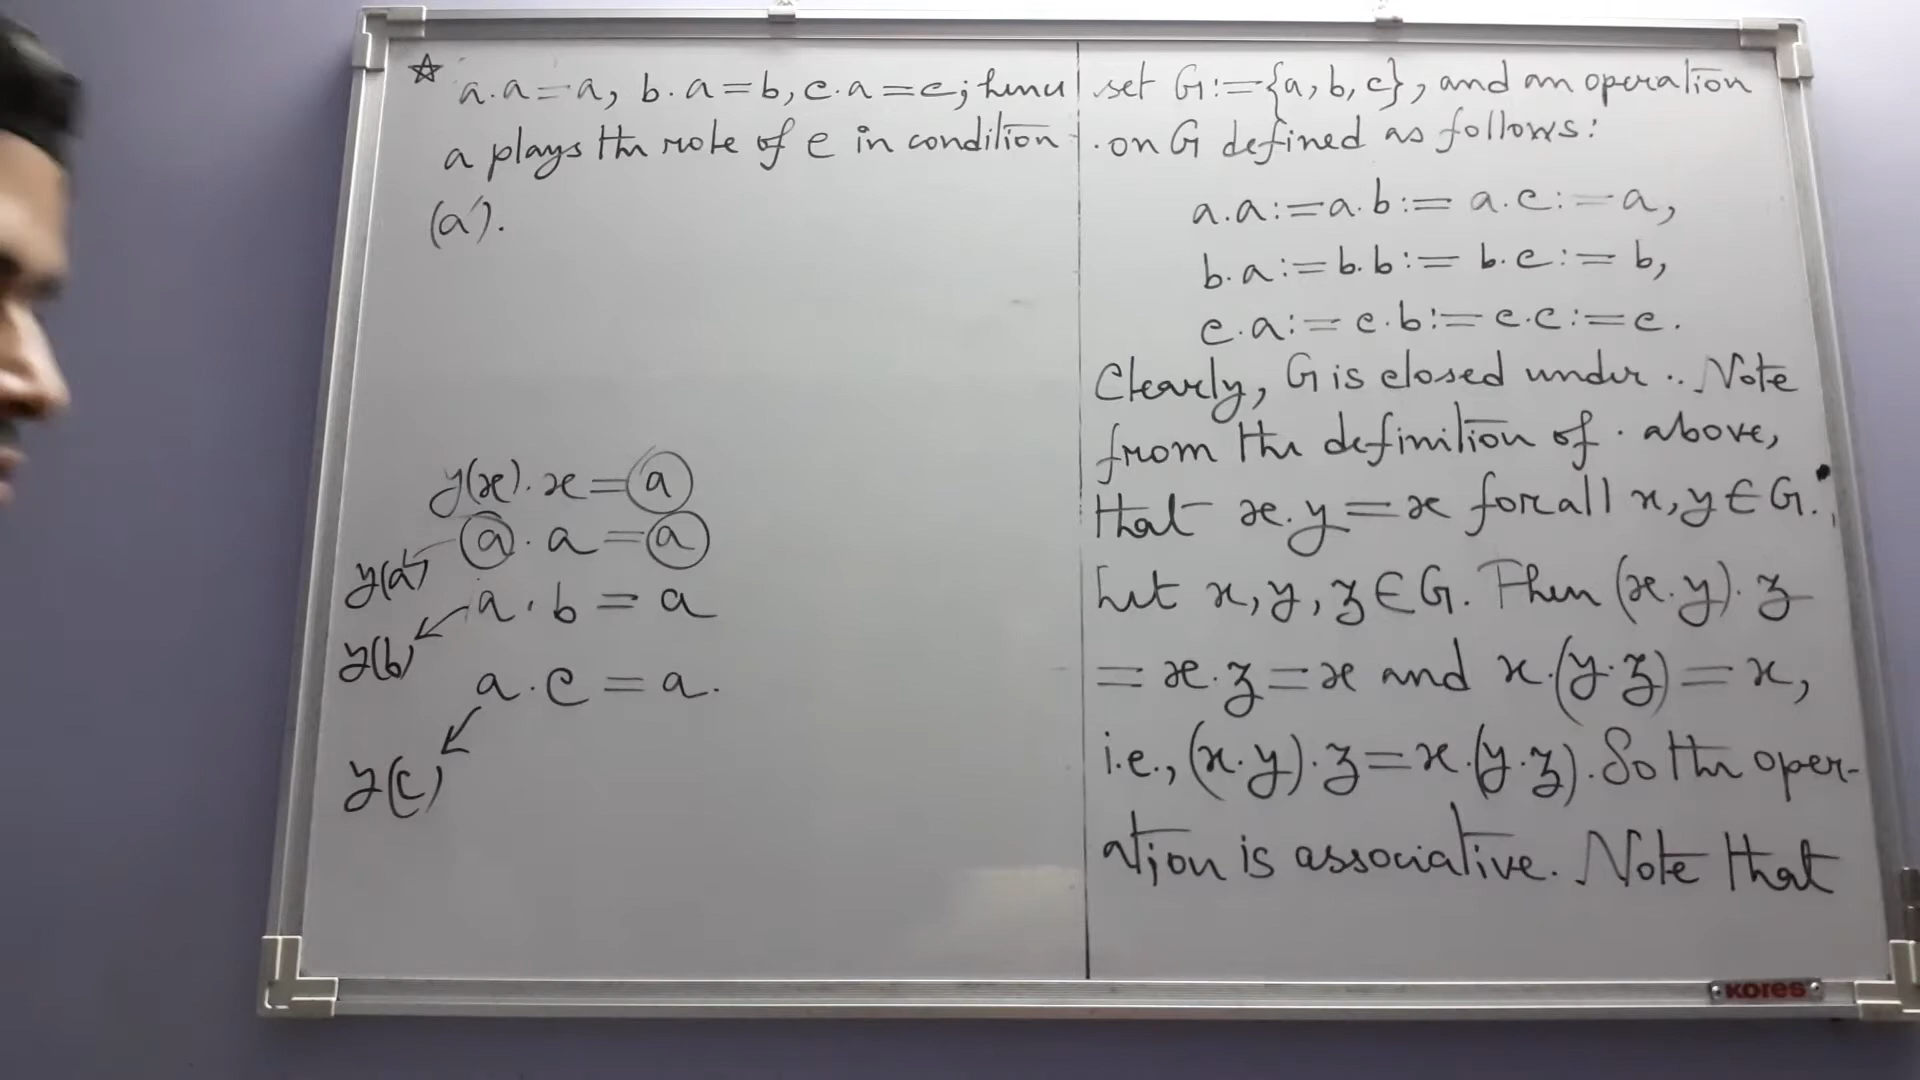 set G:={a, b, c}, and an operation
. on G defined as follows:
a.a:=a.b:=a.c:=a,
b.a:=b.b:=b.c:=b,
c.a:=c.b:=c.c:=c.
Clearly, G is closed under .. Note
from the definition of . above,
that x.y=x for all x,y∈G.
Let x, y, z∈G. Then (x.y).z
=x.z=x and x.(y.z)=x,
i.e., (x.y).z=x.(y.z). So the oper-
ation is associative. Note that
☆ a.a=a, b.a=b, c.a=c; hence
a plays the role of e in condition
(a').
y(x).x=a
a.a=a
y(a)
a.b=a
y(b)
a.c=a.
y(c)
KORES